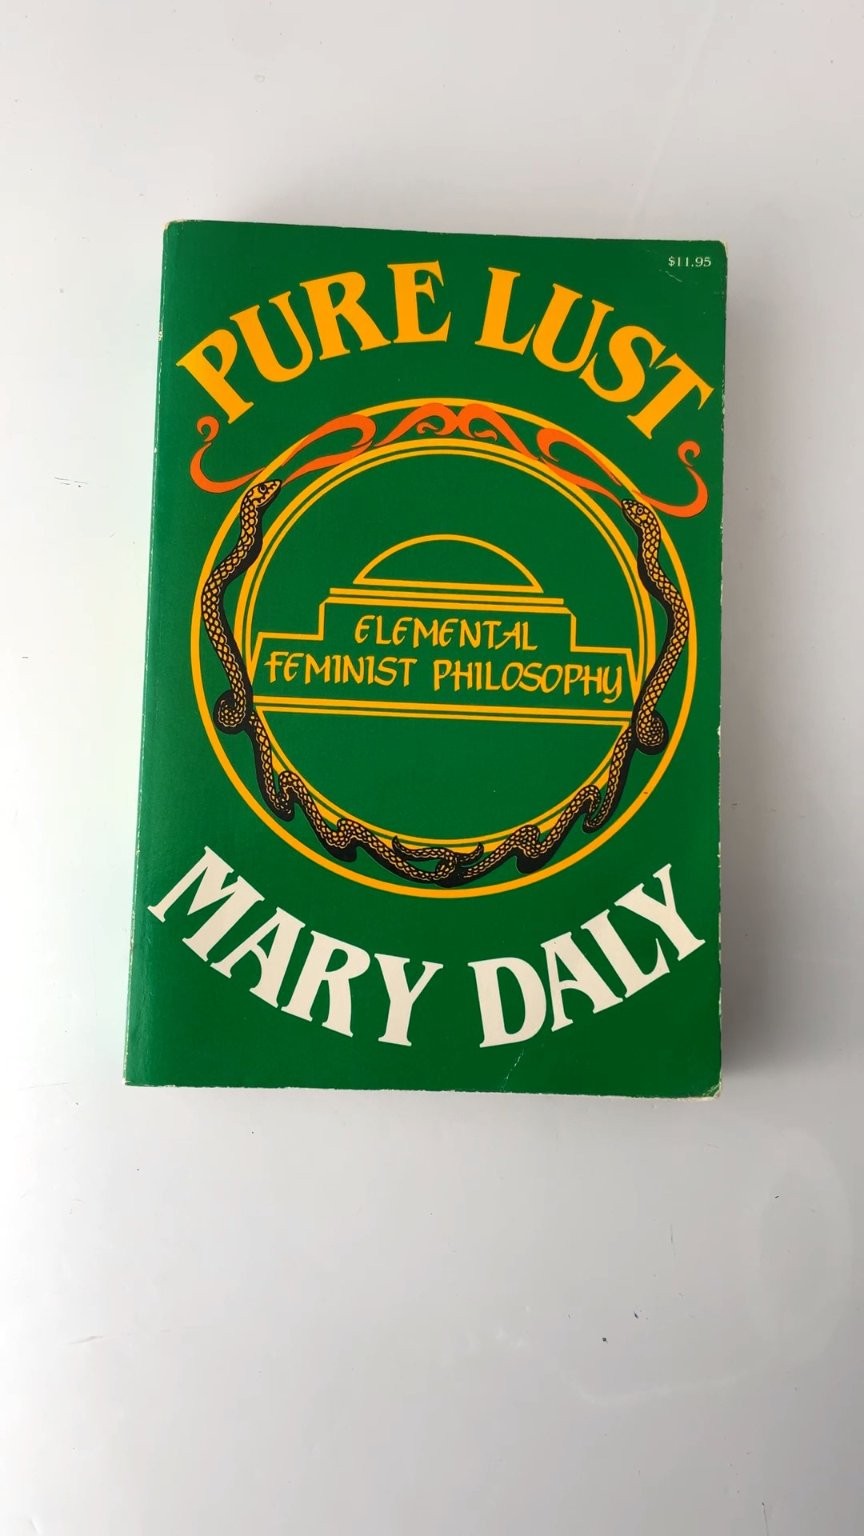 $11.95
PURE LUST
ELEMENTAL
FEMINIST PHILOSOPHY
MARY DALY